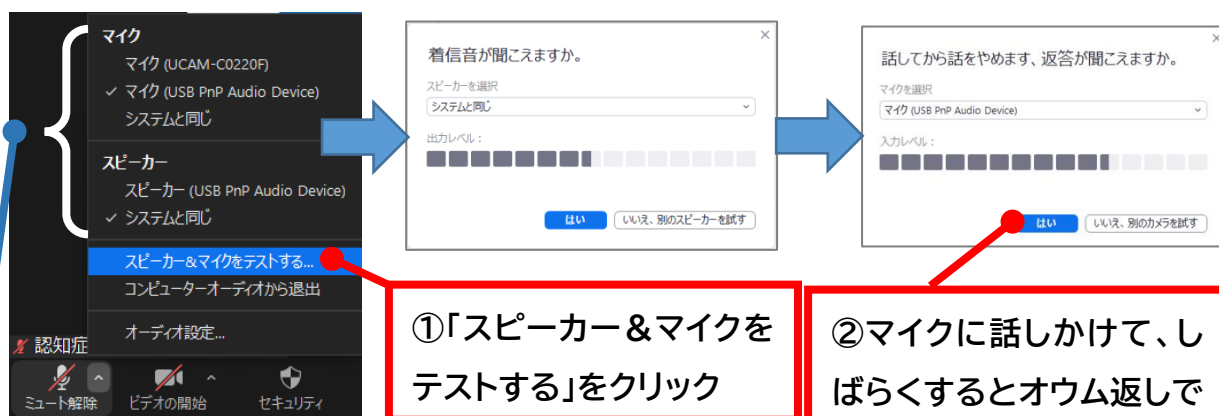 マイク
マイク (UCAM-C0220F)
✓ マイク (USB PnP Audio Device)
システムと同じ
スピーカー
スピーカー (USB PnP Audio Device)
✓ システムと同じ
スピーカー&マイクをテストする...
コンピューターオーディオから退出
オーディオ設定...
認知症
ミュート解除
ビデオの開始
セキュリティ
着信音が聞こえますか。
スピーカーを選択
システムと同じ
出力レベル：
はい
いいえ、別のスピーカーを試す
話してから話をやめます、返答が聞こえますか。
マイクを選択
マイク (USB PnP Audio Device)
入力レベル：
はい
いいえ、別のカメラを試す
①「スピーカー＆マイクを
テストする」をクリック
②マイクに話しかけて、し
ばらくするとオウム返しで